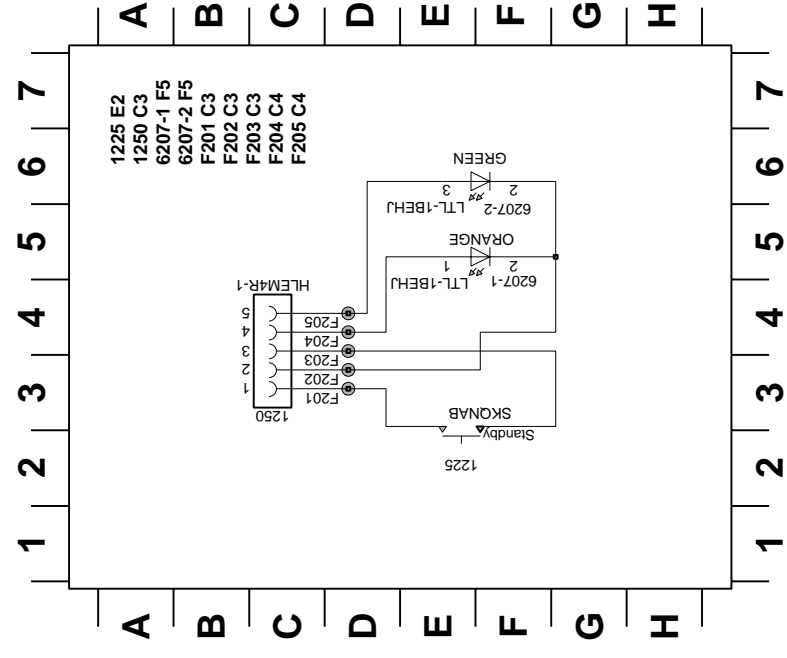 A B C D E F G H
7 7
6 6
5 5
4 4
3 3
2 2
1 1
1225 E2
1250 C3
6207-1 F5
6207-2 F5
F201 C3
F202 C3
F203 C3
F204 C4
F205 C4
GREEN
3 2
LTL-1BEHJ 6207-2
ORANGE
1 2
LTL-1BEHJ 6207-1
HLEM4R-1
5
F205
4
F204
3
F203
2
F202
1
F201
1250
SKQNAB
Standby
1225
A B C D E F G H